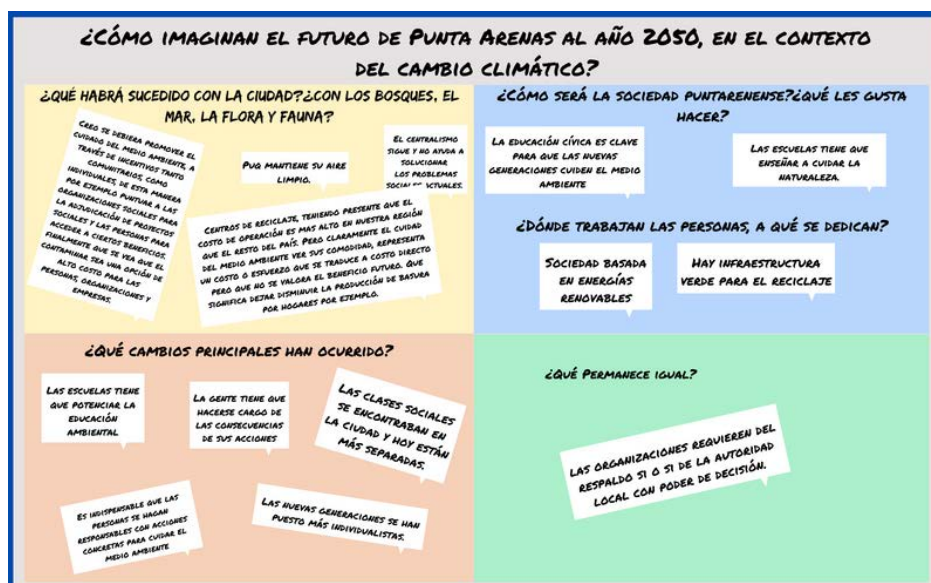 ¿Cómo imaginan el futuro de Punta Arenas al año 2050, en el contexto
del cambio climático?
¿Qué habrá sucedido con la ciudad?¿Con los bosques, el
mar, la flora y fauna?
Creo se debiera promover el
cuidado del medio ambiente, a
través de incentivos tanto
comunitarios, como
individuales, de esta manera
por ejemplo puntuar a las
organizaciones sociales para
la adjudicación de proyectos
sociales y las personas para
acceder a ciertos beneficios.
Finalmente que se vea que el
contaminar sea una opción de
alto costo para las
personas, organizaciones y
empresas.
Puq mantiene su aire
limpio.
El centralismo
sigue y no ayuda a
solucionar
los problemas
sociales actuales.
Centros de reciclaje, teniendo presente que el
costo de operación es mas alto en nuestra región
que el resto del país. Pero claramente el cuidad
del medio ambiente ver sus comodidad, representa
un costo o esfuerzo que se traduce a costo directo
pero que no se valora el beneficio futuro. Que
significa dejar disminuir la producción de basura
por hogares por ejemplo.
¿Cómo será la sociedad puntarenense?¿Qué les gusta
hacer?
La educación cívica es clave
para que las nuevas
generaciones cuiden el medio
ambiente
Las escuelas tiene que
enseñar a cuidar la
naturaleza.
¿Dónde trabajan las personas, a qué se dedican?
Sociedad basada
en energías
renovables
Hay infraestructura
verde para el reciclaje
¿Qué cambios principales han ocurrido?
Las escuelas tiene
que potenciar la
educación
ambiental
La gente tiene que
hacerse cargo de
las consecuencias
de sus acciones
Las clases sociales
se encontraban en
la ciudad y hoy están
más separadas.
Es indispensable que las
personas se hagan
responsables con acciones
concretas para cuidar el
medio ambiente
Las nuevas generaciones se han
puesto más individualistas.
¿Qué Permanece igual?
Las organizaciones requieren del
respaldo si o si de la autoridad
local con poder de decisión.